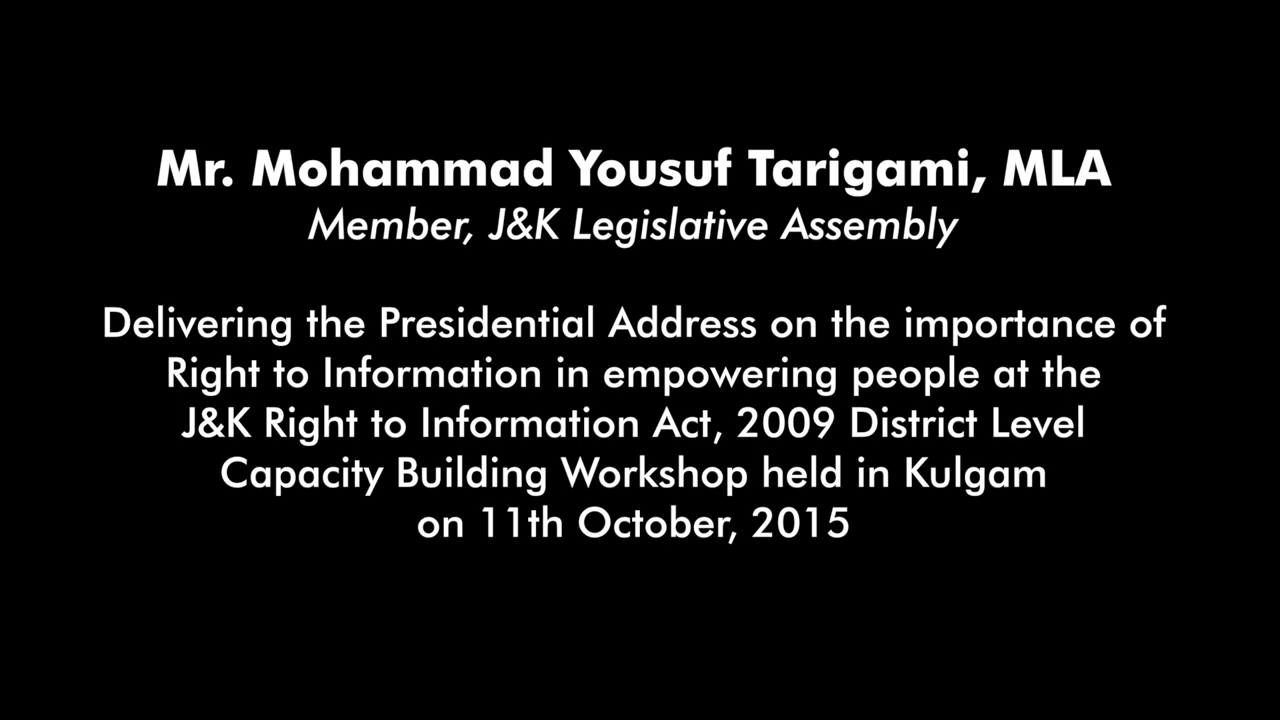 Mr. Mohammad Yousuf Tarigami, MLA
Member, J&K Legislative Assembly
Delivering the Presidential Address on the importance of
Right to Information in empowering people at the
J&K Right to Information Act, 2009 District Level
Capacity Building Workshop held in Kulgam
on 11th October, 2015